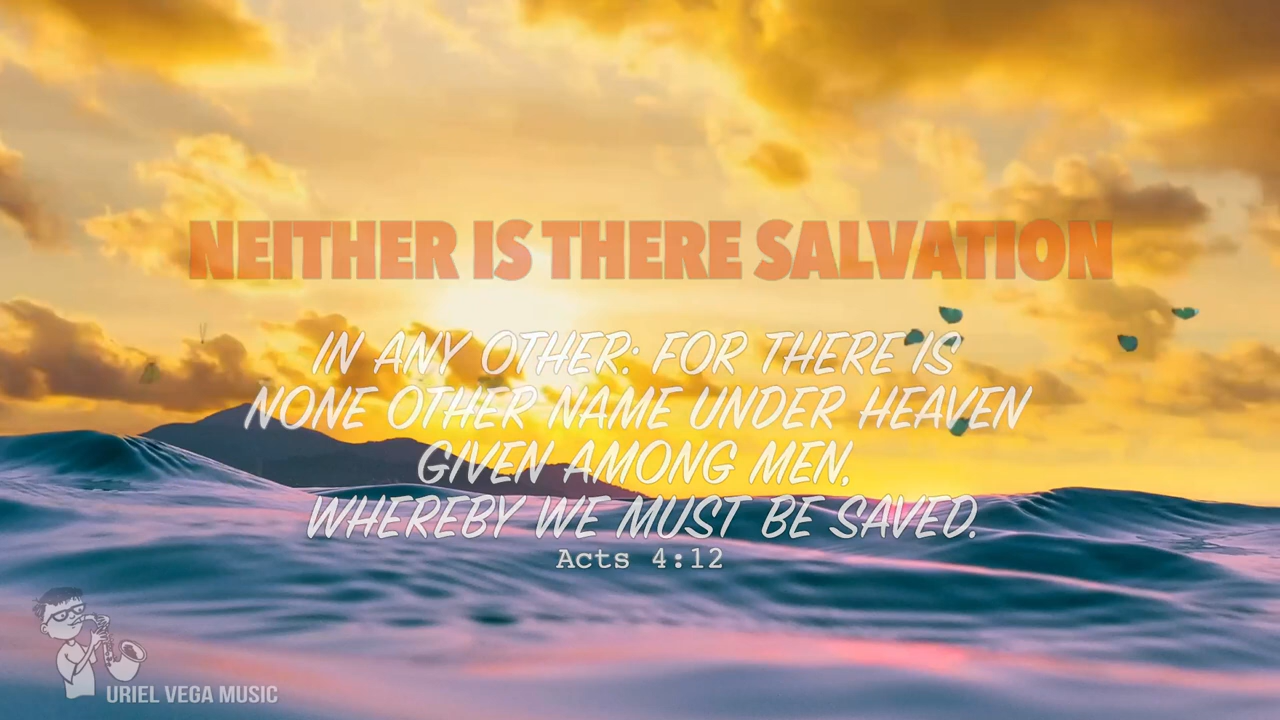 NEITHER IS THERE SALVATION
IN ANY OTHER: FOR THERE IS
NONE OTHER NAME UNDER HEAVEN
GIVEN AMONG MEN,
WHEREBY WE MUST BE SAVED.
Acts 4:12
URIEL VEGA MUSIC